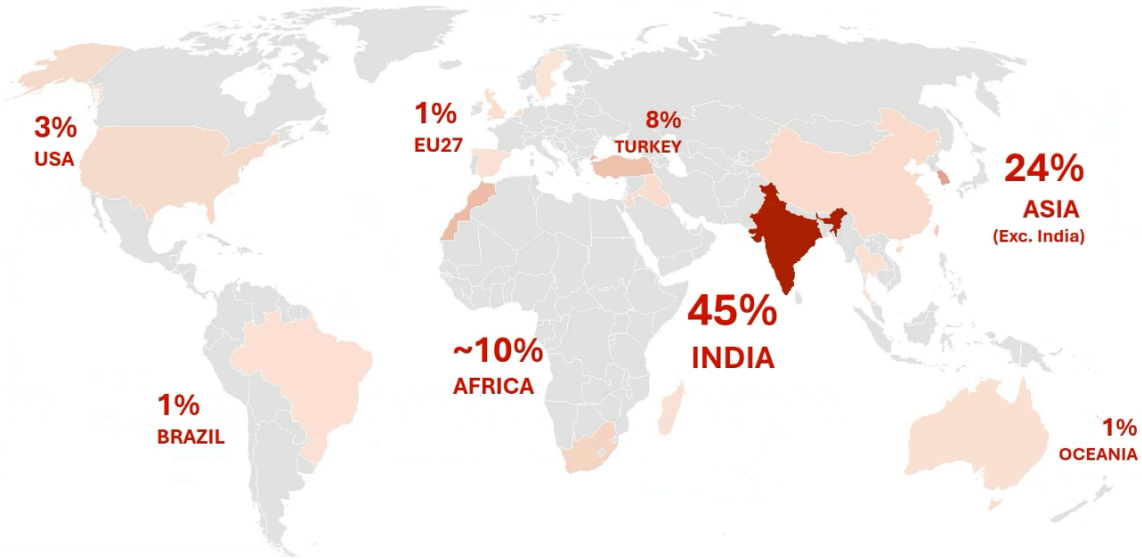 3%
USA
1%
EU27
8%
TURKEY
24%
ASIA
(Exc. India)
45%
INDIA
~10%
AFRICA
1%
BRAZIL
1%
OCEANIA